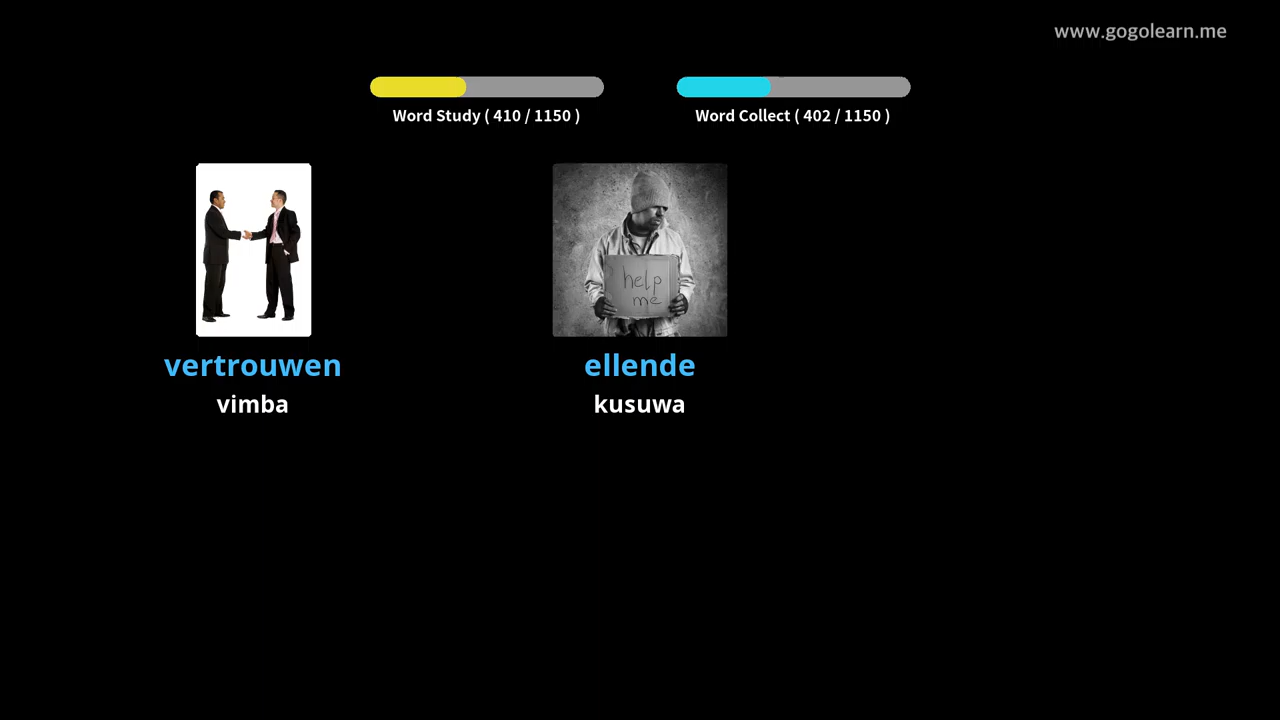 www.gogolearn.me
Word Study ( 410 / 1150 )
Word Collect ( 402 / 1150 )
help
me
vertrouwen
ellende
vimba
kusuwa